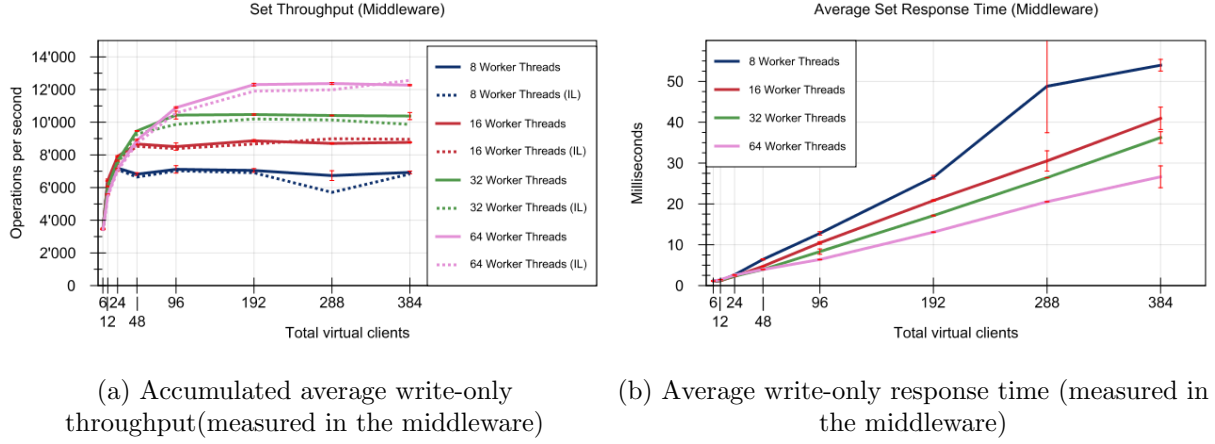 Set Throughput (Middleware)
14'000
12'000
10'000
8'000
6'000
4'000
2'000
0
Operations per second
8 Worker Threads
8 Worker Threads (IL)
16 Worker Threads
16 Worker Threads (IL)
32 Worker Threads
32 Worker Threads (IL)
64 Worker Threads
64 Worker Threads (IL)
6 | 24 | 96 192 288 384
12 48
Total virtual clients
(a) Accumulated average write-only
throughput(measured in the middleware)
Average Set Response Time (Middleware)
50
40
30
20
10
0
Milliseconds
8 Worker Threads
16 Worker Threads
32 Worker Threads
64 Worker Threads
6 | 24 | 96 192 288 384
12 48
Total virtual clients
(b) Average write-only response time (measured in
the middleware)